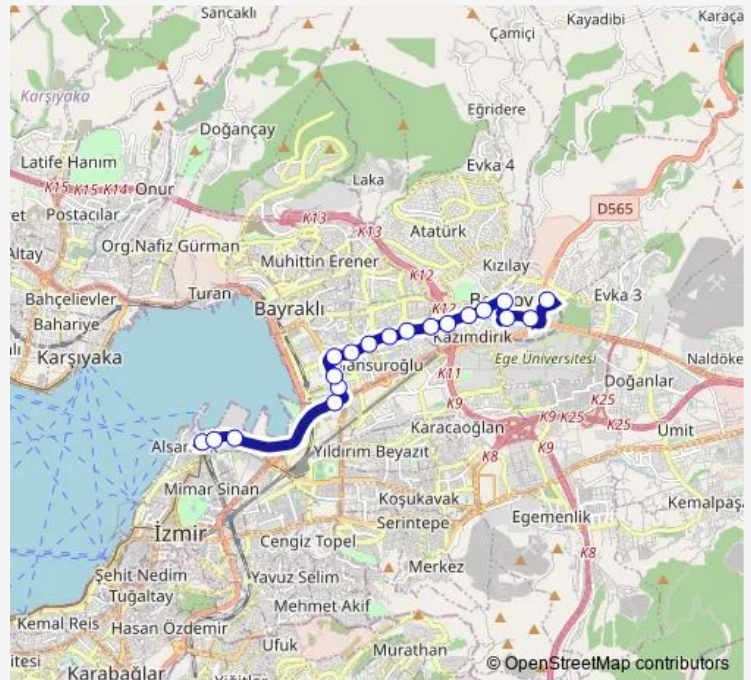 Sancaklı
Kayadibi
Karaça
Çamiçi
Karşıyaka
Eğridere
Doğançay
Latife Hanım
Laka
Evka 4
K15 K15 K14 Onur
K13
D565
Postacılar
K13
Atatürk
Org.Nafiz Gürman
Altay
Muhittin Erener
Kızılay
K12
Turan
Bahçelievler
Bayraklı
Evka 3
K12
Bahariye
Kazımdirik
Karşıyaka
Ege Üniversitesi
Naldöke
K11
Doğanlar
K25
K9
K9 K25
K25
Karacaoğlan
Ümit
K8
K9
Yıldırım Beyazıt
Mimar Sinan
Koşukavak
Kemalpaşa
Serintepe
Egemenlik
İzmir
Cengiz Topel
K8
Merkez
Şehit Nedim
Tuğaltay
Yavuz Selim
Mehmet Akif
Kemal Reis
Hasan Özdemir
Ufuk
Murathan
itesi
Karabağlar
© OpenStreetMap contributors